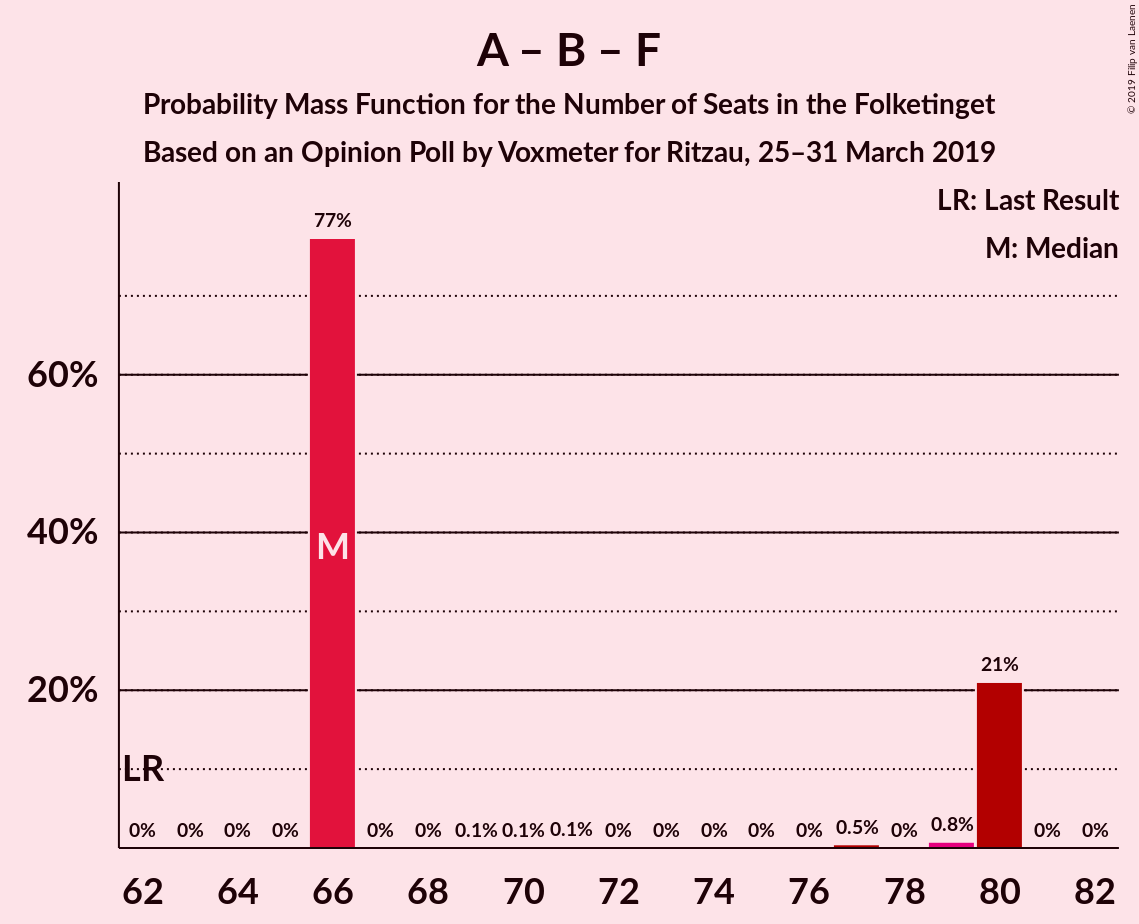 A – B – F
Probability Mass Function for the Number of Seats in the Folketinget
Based on an Opinion Poll by Voxmeter for Ritzau, 25–31 March 2019
© 2019 Filip van Laenen
LR: Last Result
M: Median
77%
60%
40%
M
21%
20%
LR
0% 0% 0% 0% 0% 0% 0.1% 0.1% 0.1% 0% 0% 0% 0% 0% 0.5% 0% 0.8% 0% 0%
62 64 66 68 70 72 74 76 78 80 82